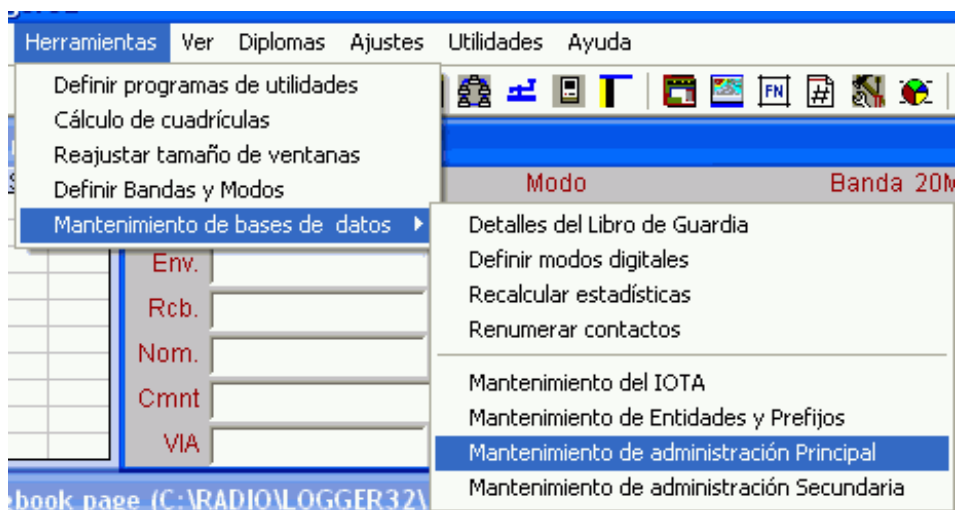 Herramientas Ver Diplomas Ajustes Utilidades Ayuda
Definir programas de utilidades
Cálculo de cuadrículas
Reajustar tamaño de ventanas
Definir Bandas y Modos
Mantenimiento de bases de datos
FN
#
Modo Banda 20M
Detalles del Libro de Guardia
Definir modos digitales
Recalcular estadísticas
Renumerar contactos
Mantenimiento del IOTA
Mantenimiento de Entidades y Prefijos
Mantenimiento de administración Principal
Mantenimiento de administración Secundaria
Env.
Rcb.
Nom.
Cmnt
VIA
ebook page (C:\RADIO\LOGGER32\